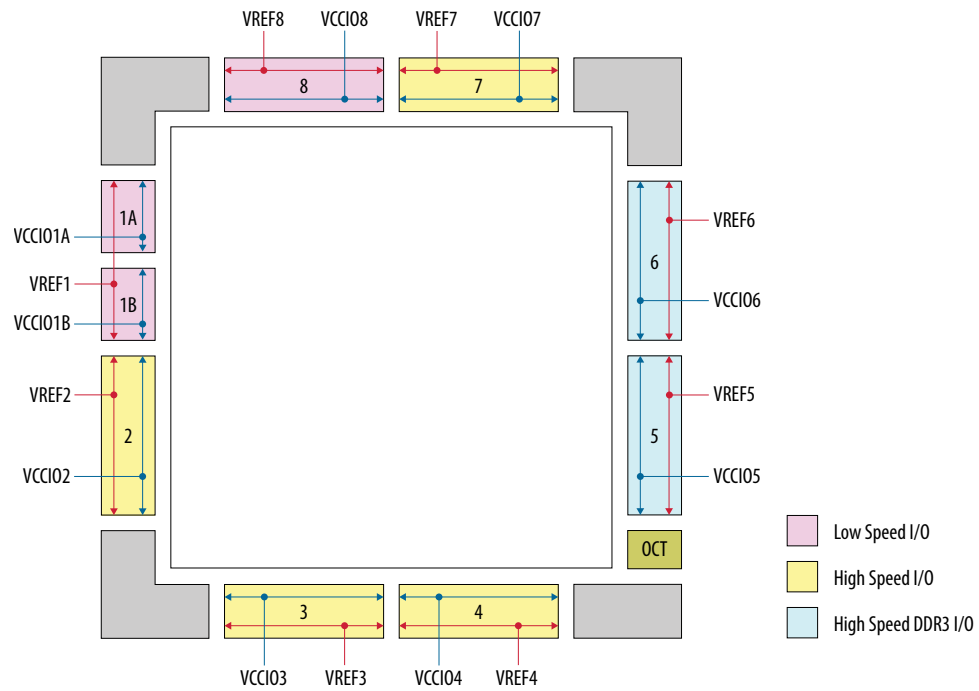 VREF8
VCCIO8
VREF7
VCCIO7
8
7
1A
VCCIO1A
VREF1
1B
VCCIO1B
VREF2
2
VCCIO2
VREF6
6
VCCIO6
VREF5
5
VCCIO5
OCT
Low Speed I/O
High Speed I/O
High Speed DDR3 I/O
3
4
VCCIO3
VREF3
VCCIO4
VREF4